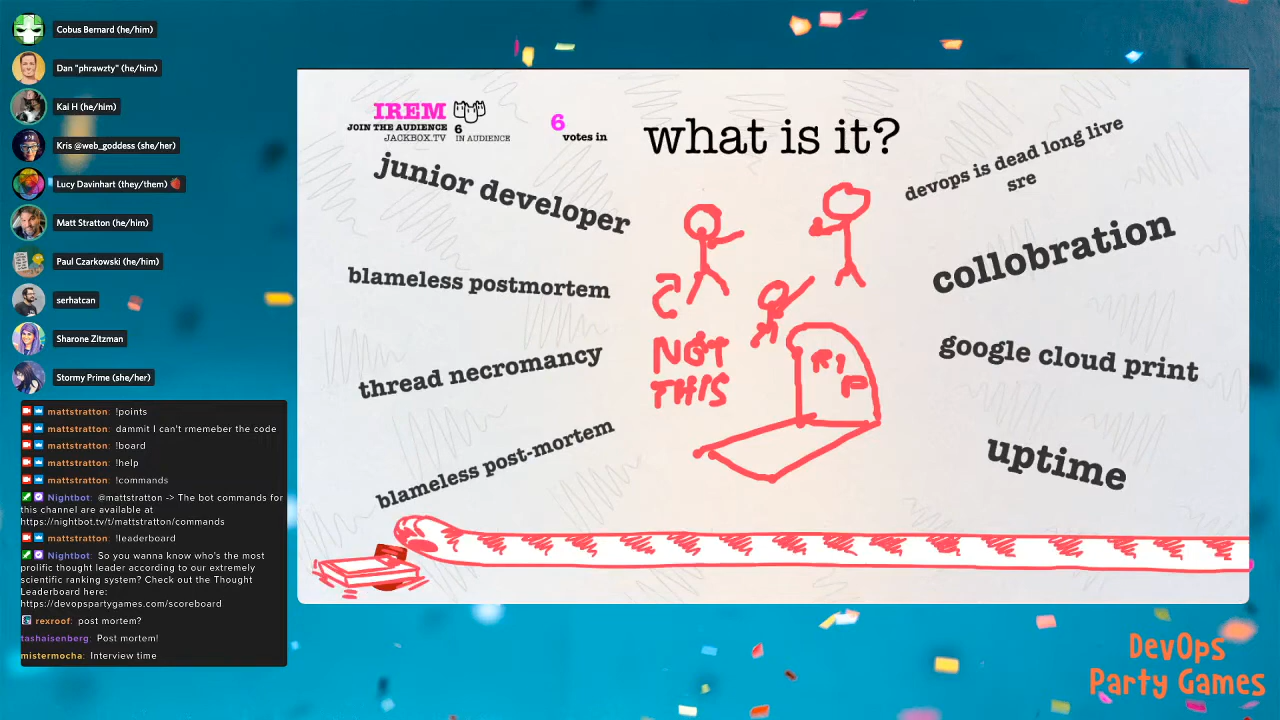 Cobus Bernard (he/him)
Dan "phrawzty" (he/him)
Kai H (he/him)
Kris @web_goddess (she/her)
Lucy Davinhart (they/them)
Matt Stratton (he/him)
Paul Czarkowski (he/him)
serhatcan
Sharone Zitzman
Stormy Prime (she/her)
mattstratton: !points
mattstratton: dammit I can't rmemeber the code
mattstratton: !board
mattstratton: !help
mattstratton: !commands
Nightbot: @mattstratton -> The bot commands for
this channel are available at
https://nightbot.tv/t/mattstratton/commands
mattstratton: !leaderboard
Nightbot: So you wanna know who's the most
prolific thought leader according to our extremely
scientific ranking system? Check out the Thought
Leaderboard here:
https://devopspartygames.com/scoreboard
rexroof: post mortem?
tashaisenberg: Post mortem!
mistermocha: Interview time
IREM
JOIN THE AUDIENCE
JACKBOX.TV
6
IN AUDIENCE
6
votes in
what is it?
junior developer
blameless postmortem
thread necromancy
blameless post-mortem
devops is dead long live
sre
collobration
google cloud print
uptime
NOT
THIS
RI
P
DevOps
Party Games